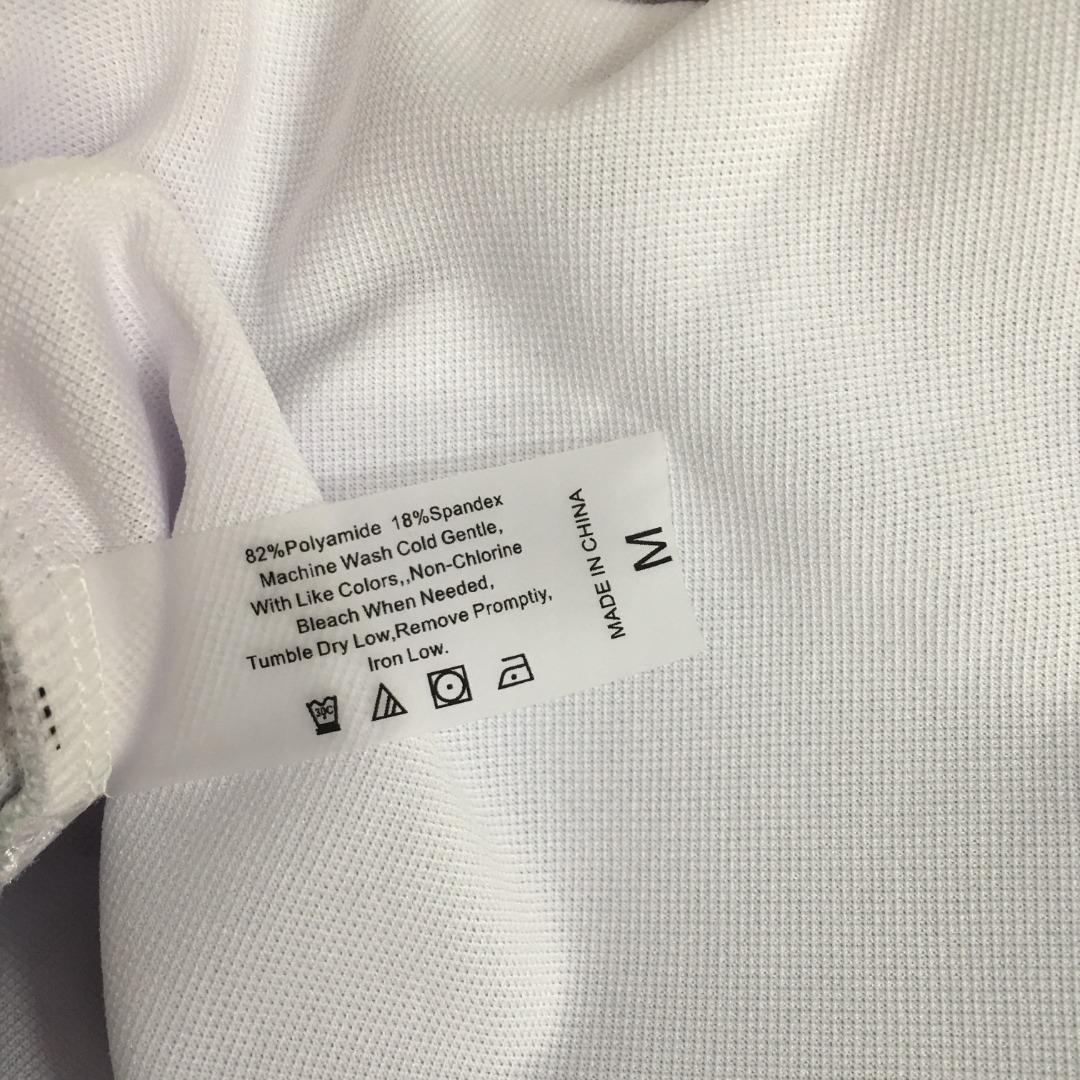 82%Polyamide 18%Spandex
Machine Wash Cold Gentle,
With Like Colors,,Non-Chlorine
Bleach When Needed,
Tumble Dry Low,Remove Promptiy,
Iron Low.
30°C
MADE IN CHINA
M